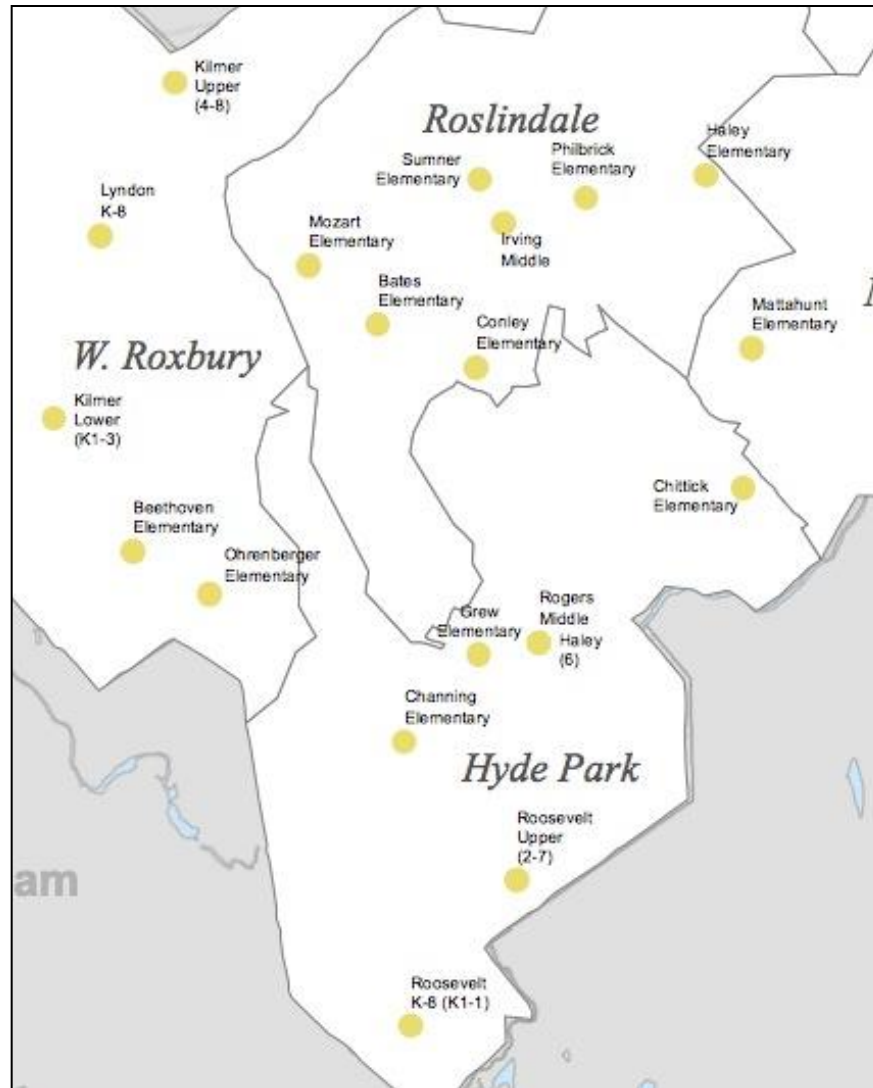 Kilmer
Upper
(4-8)
Roslindale
Haley
Elementary
Philbrick
Elementary
Sumner
Elementary
Lyndon
K-8
Mozart
Elementary
Irving
Middle
Bates
Elementary
Mattahunt
Elementary
Conley
Elementary
W. Roxbury
Kilmer
Lower
(K1-3)
Chittick
Elementary
Beethoven
Elementary
Ohrenberger
Elementary
Grew
Elementary
Rogers
Middle
Haley
(6)
Channing
Elementary
Hyde Park
Roosevelt
Upper
(2-7)
am
Roosevelt
K-8 (K1-1)